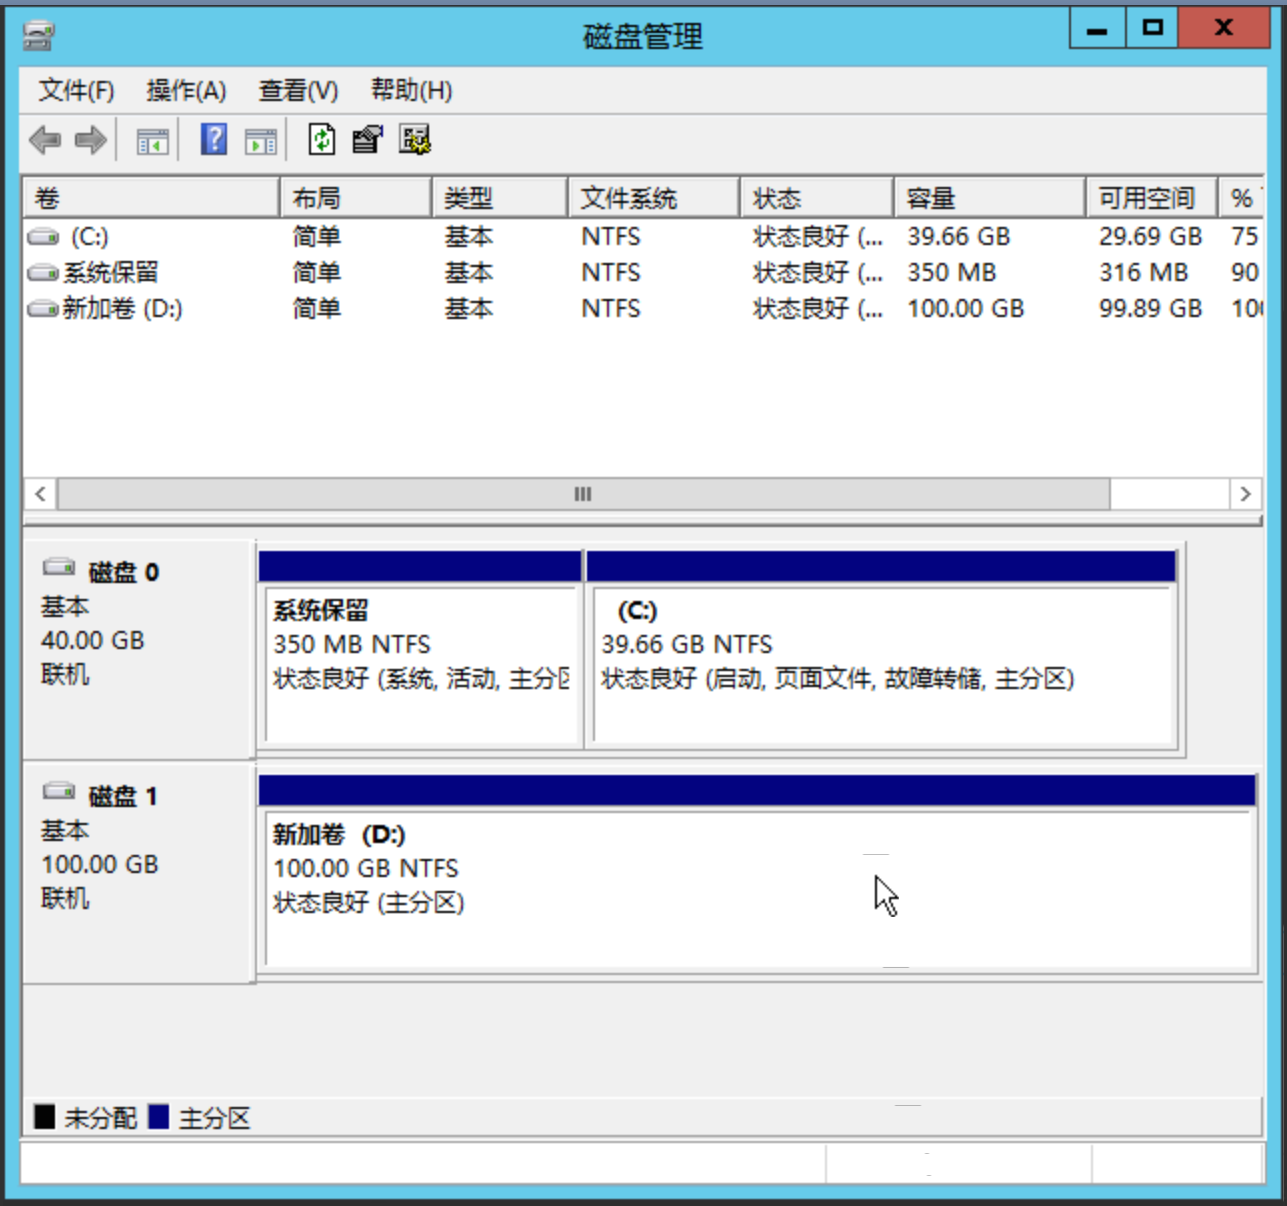 磁盘管理
文件(F) 操作(A) 查看(V) 帮助(H)
卷 布局 类型 文件系统 状态 容量 可用空间 %
(C:) 简单 基本 NTFS 状态良好 (... 39.66 GB 29.69 GB 75
系统保留 简单 基本 NTFS 状态良好 (... 350 MB 316 MB 90
新加卷 (D:) 简单 基本 NTFS 状态良好 (... 100.00 GB 99.89 GB 100
磁盘 0
基本
40.00 GB
联机
系统保留
350 MB NTFS
状态良好 (系统, 活动, 主分区
(C:)
39.66 GB NTFS
状态良好 (启动, 页面文件, 故障转储, 主分区)
磁盘 1
基本
100.00 GB
联机
新加卷 (D:)
100.00 GB NTFS
状态良好 (主分区)
未分配 主分区